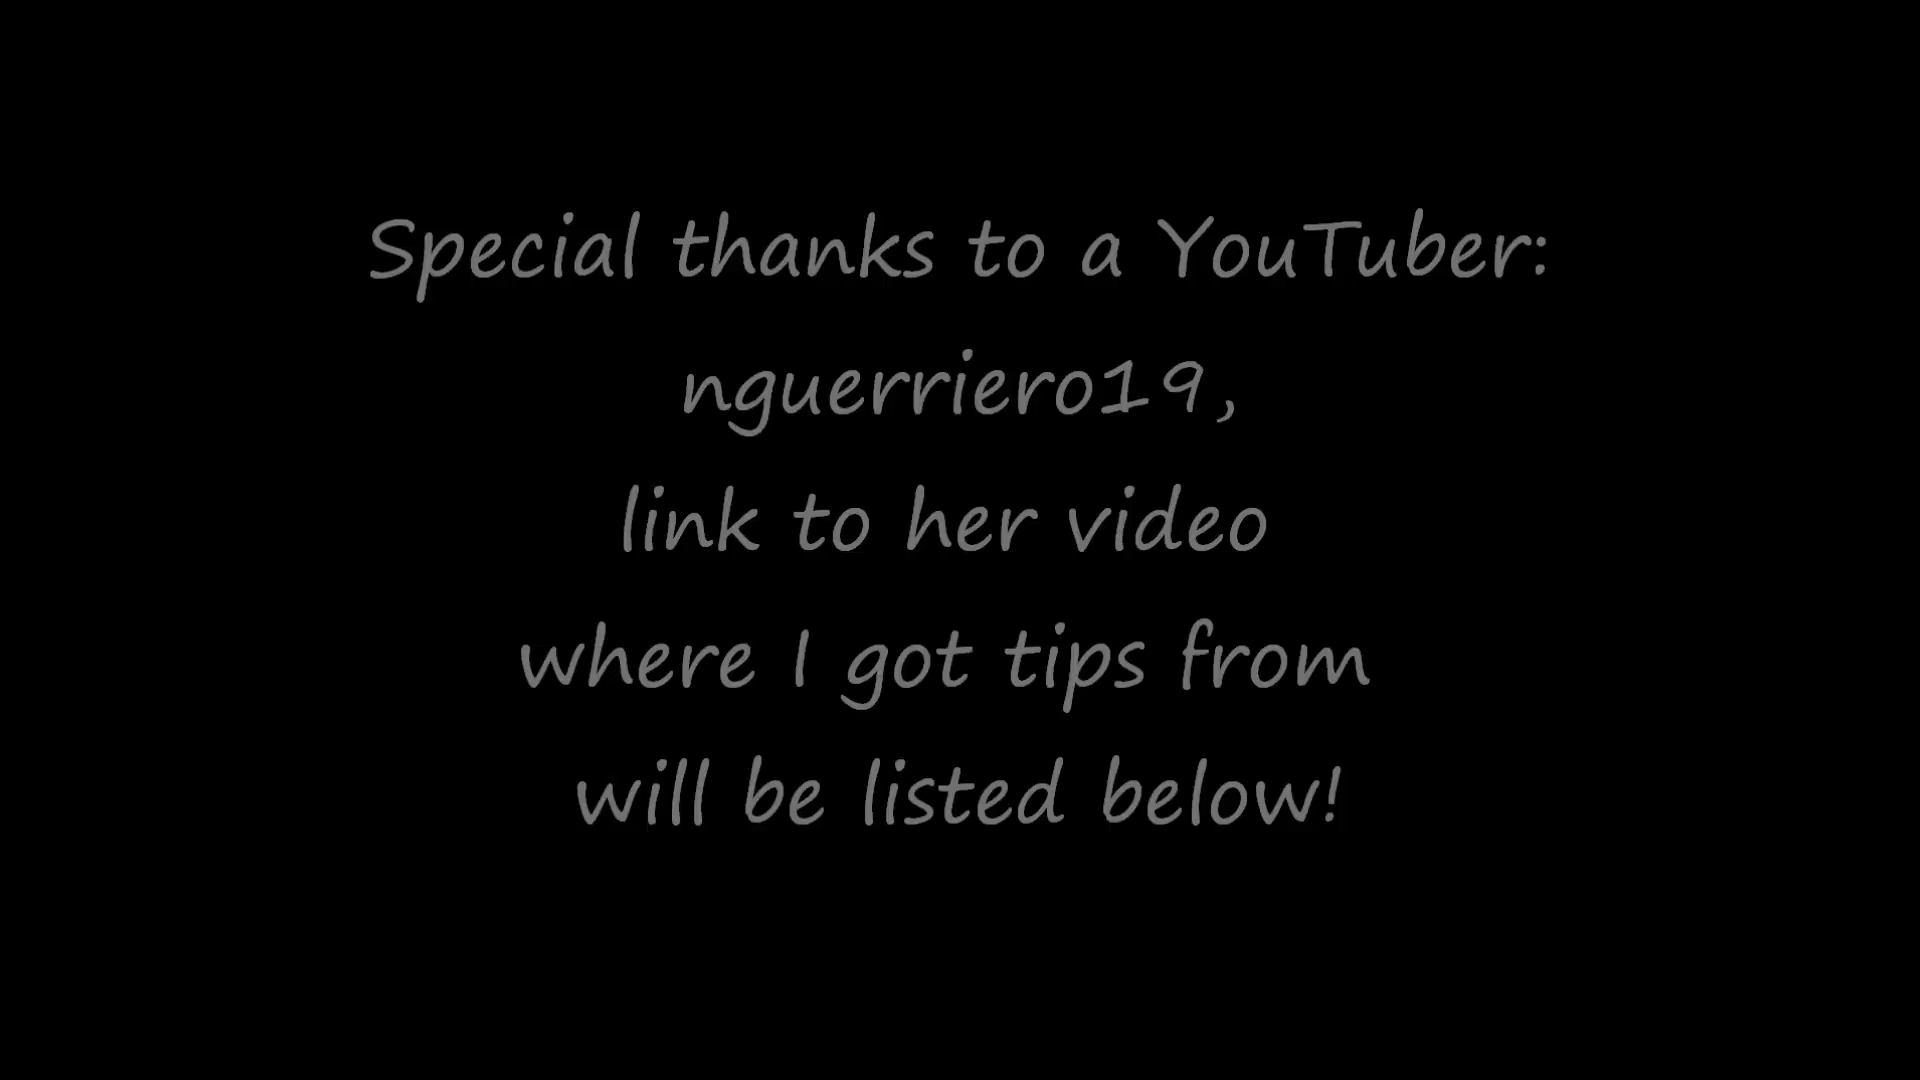 Special thanks to a YouTuber:
nguerriero19,
link to her video
where I got tips from
will be listed below!